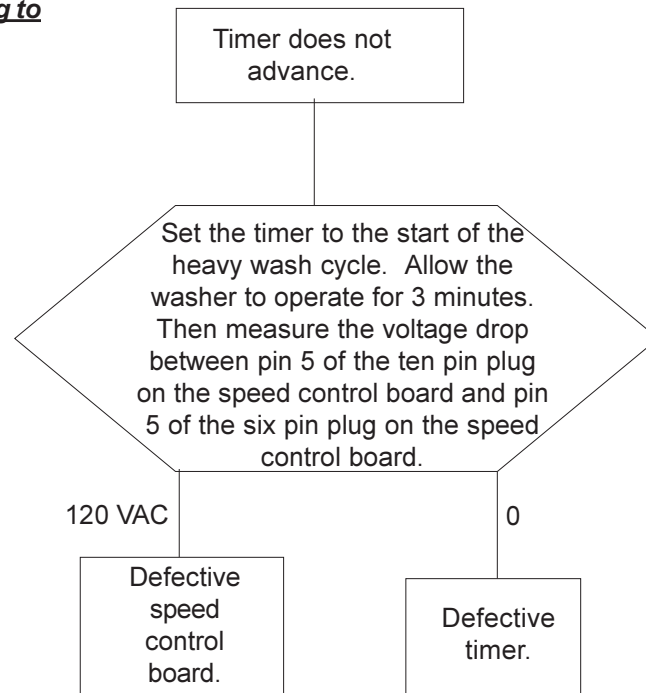 g to
Timer does not
advance.
Set the timer to the start of the
heavy wash cycle. Allow the
washer to operate for 3 minutes.
Then measure the voltage drop
between pin 5 of the ten pin plug
on the speed control board and pin
5 of the six pin plug on the speed
control board.
120 VAC
0
Defective
speed
control
board.
Defective
timer.